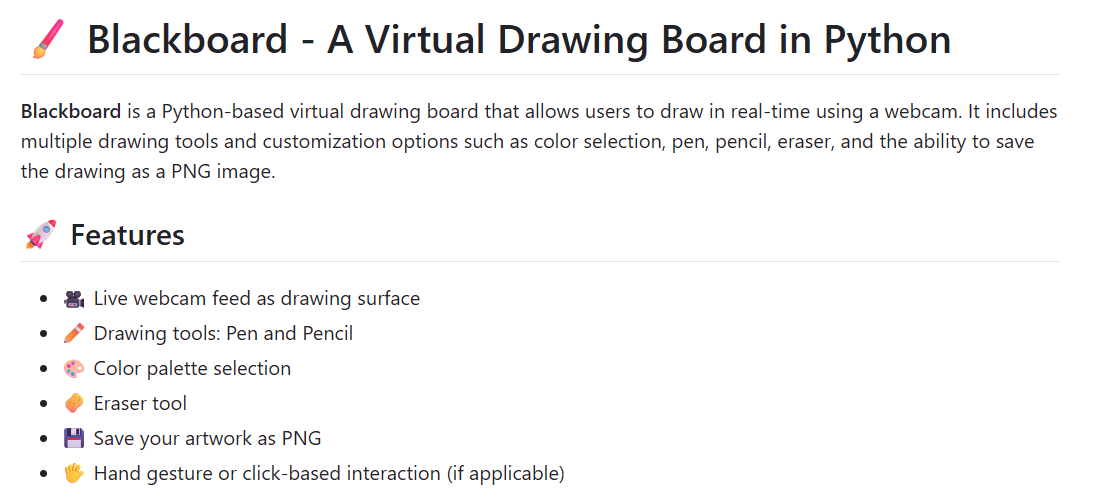 Blackboard - A Virtual Drawing Board in Python
Blackboard is a Python-based virtual drawing board that allows users to draw in real-time using a webcam. It includes
multiple drawing tools and customization options such as color selection, pen, pencil, eraser, and the ability to save
the drawing as a PNG image.
Features
Live webcam feed as drawing surface
Drawing tools: Pen and Pencil
Color palette selection
Eraser tool
Save your artwork as PNG
Hand gesture or click-based interaction (if applicable)